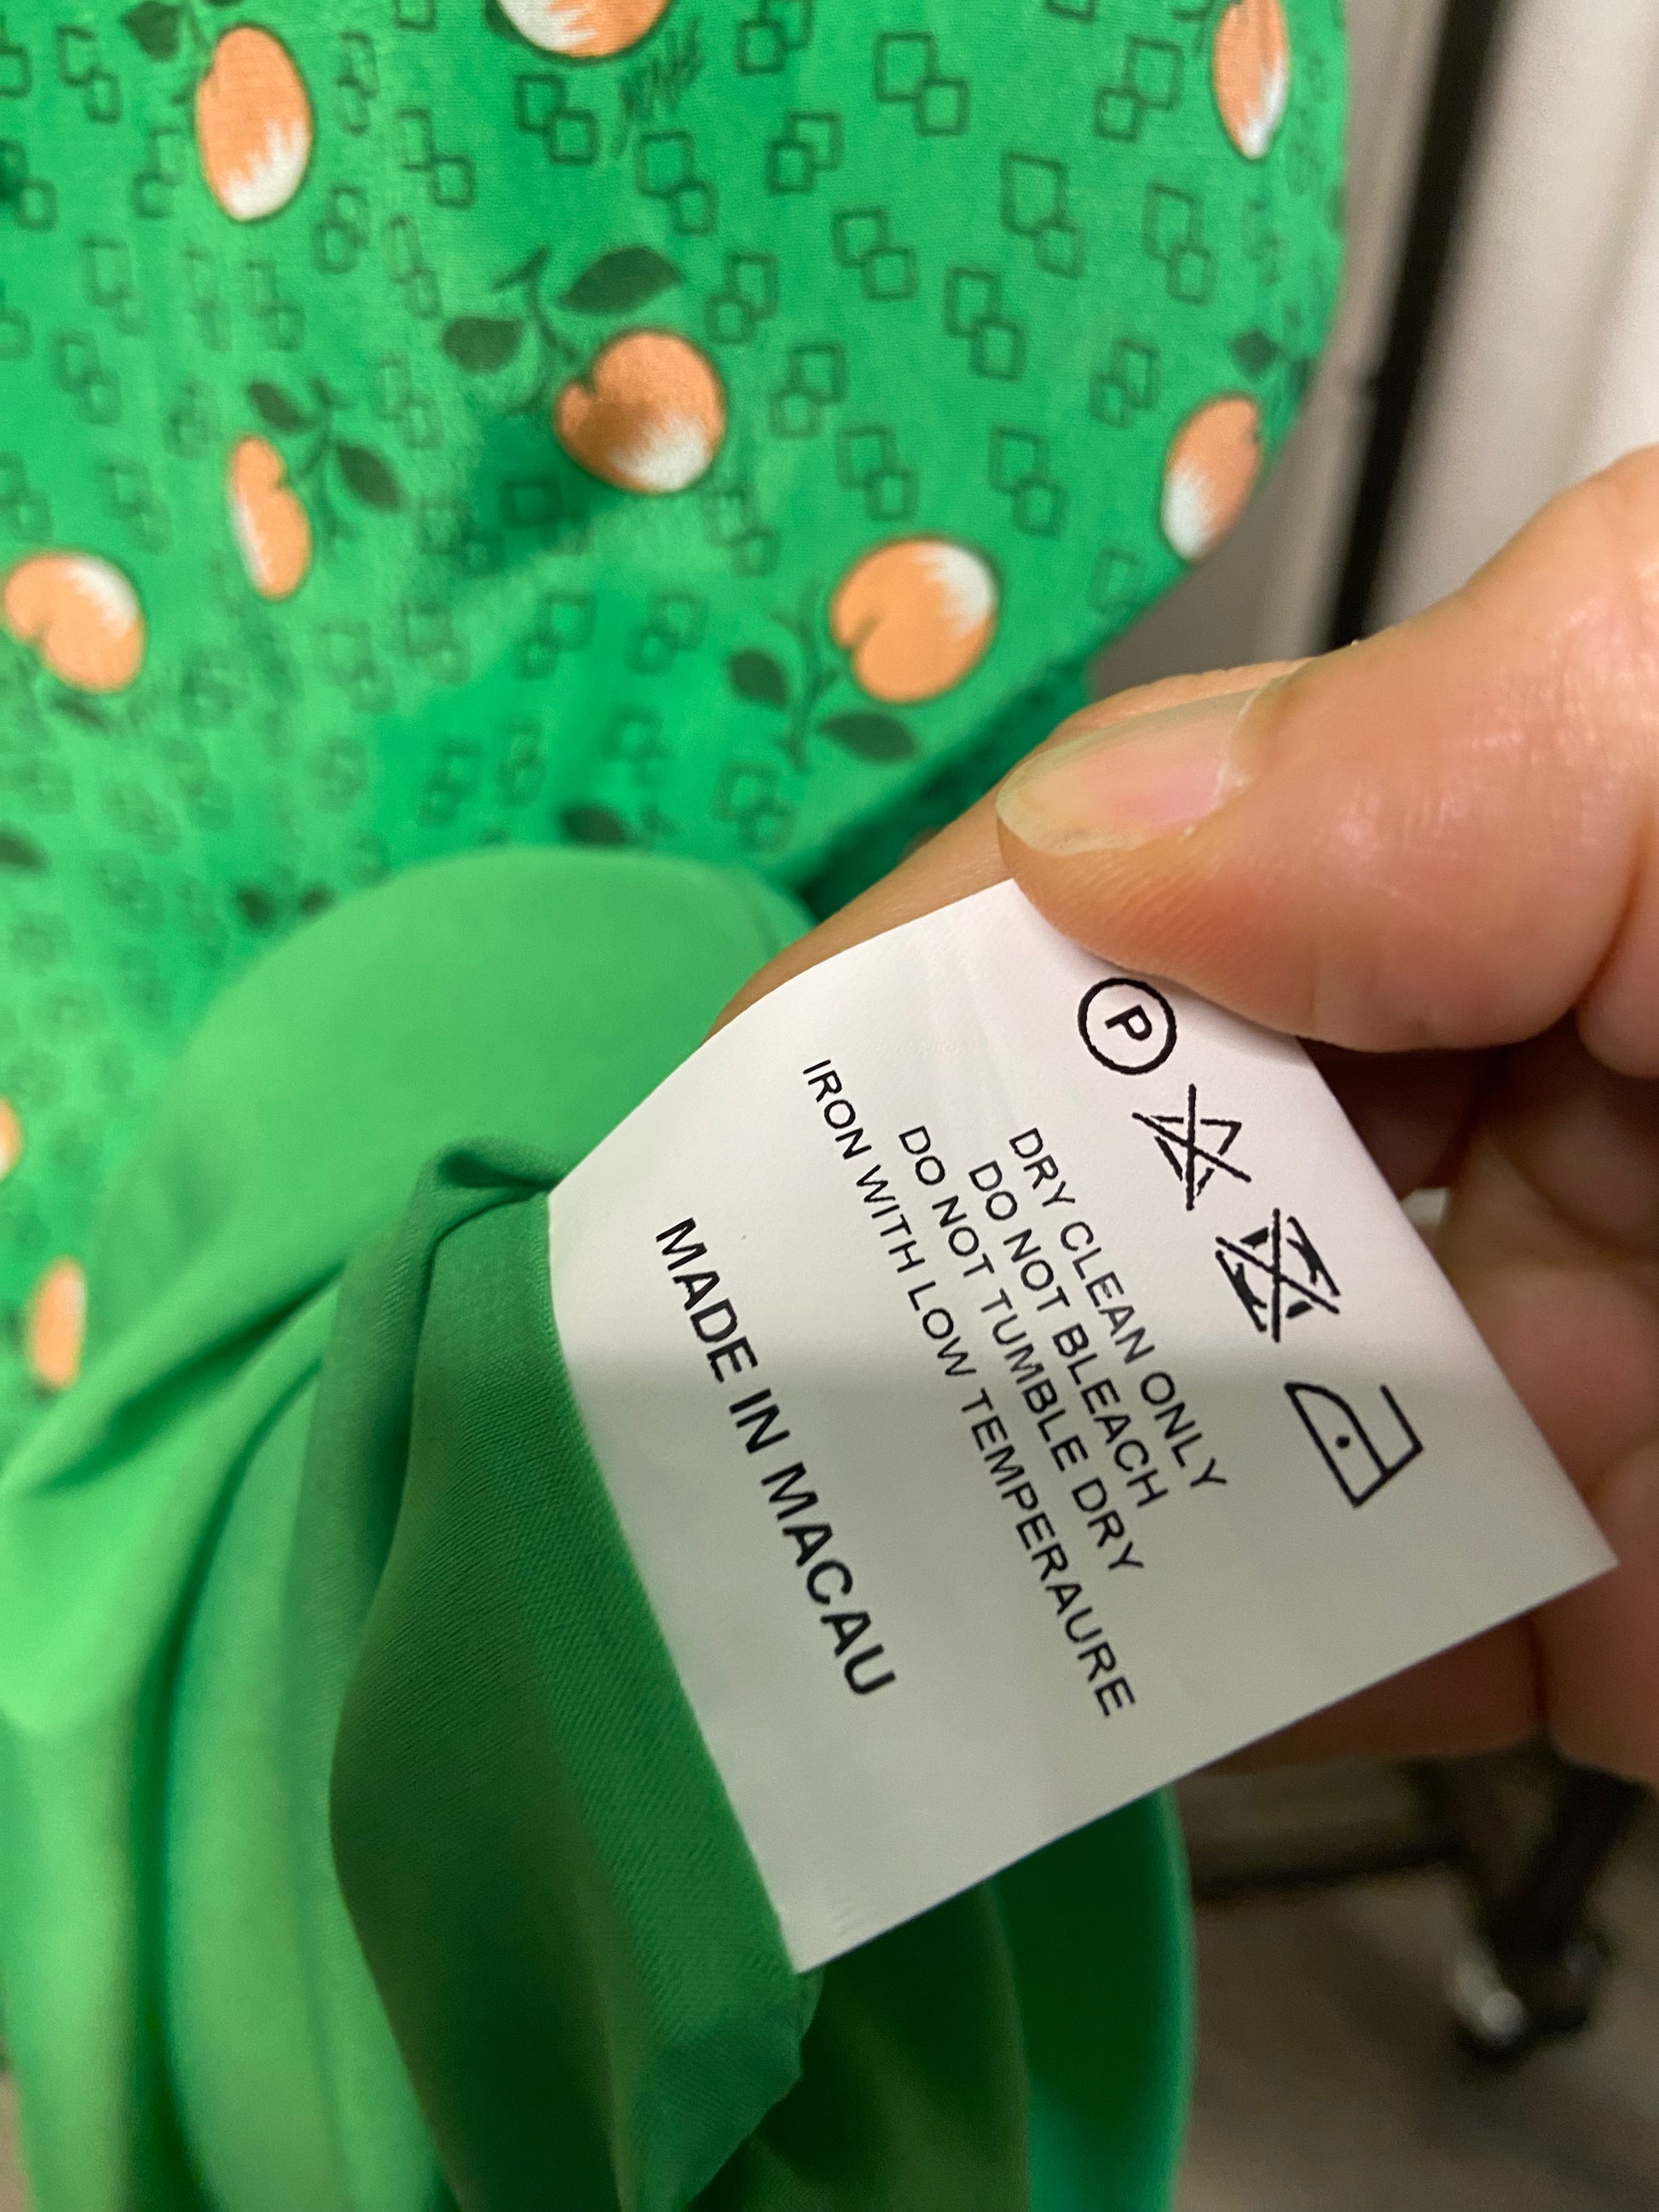 P
DRY CLEAN ONLY
DO NOT BLEACH
DO NOT TUMBLE DRY
IRON WITH LOW TEMPERAURE
MADE IN MACAU